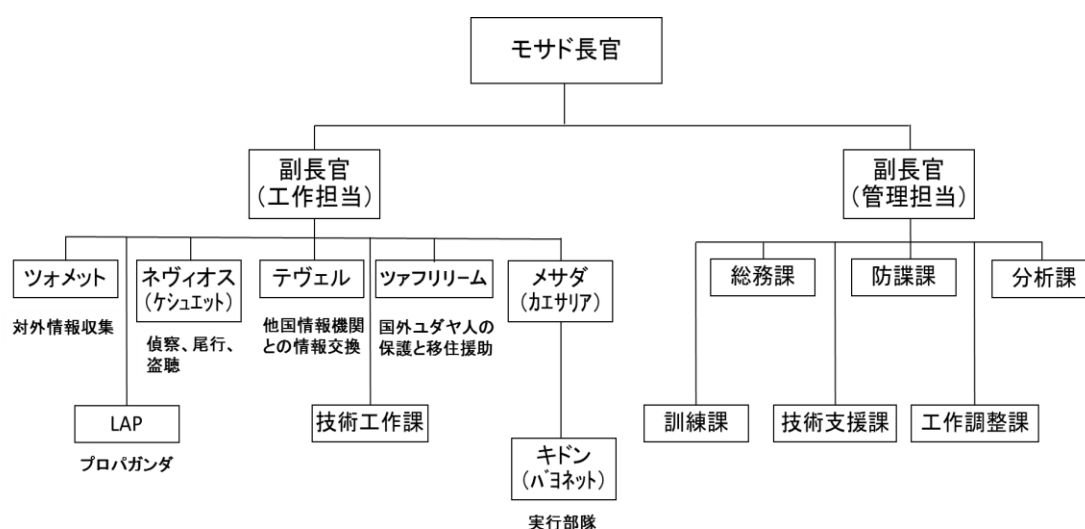 モサド長官
副長官
(工作担当)
副長官
(管理担当)
ツォメット
対外情報収集
ネヴィオス
(ケシュエット)
偵察、尾行、
盗聴
テヴェル
他国情報機関
との情報交換
ツァフリリーム
国外ユダヤ人の
保護と移住援助
メサダ
(カエサリア)
総務課
防諜課
分析課
LAP
プロパガンダ
技術工作課
キドン
(バヨネット)
実行部隊
訓練課
技術支援課
工作調整課